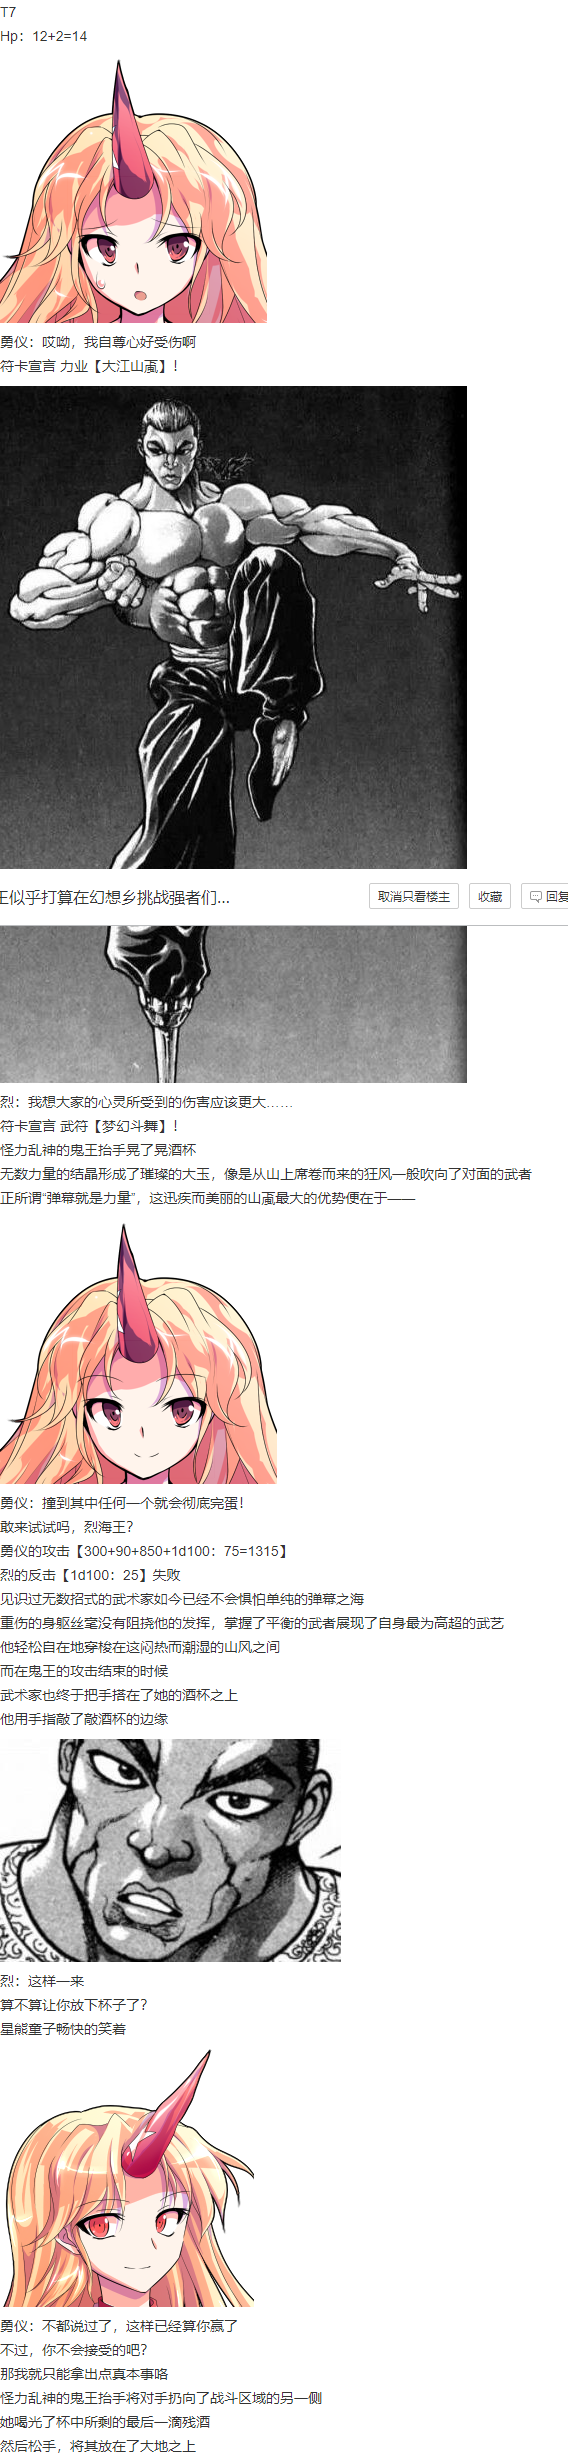 T7
Hp：12+2=14
勇仪：哎呦，我自尊心好受伤啊
符卡宣言 力业【大江山颪】！
王似乎打算在幻想乡挑战强者们...
取消只看楼主
收藏
回复
烈：我想大家的心灵所受到的伤害应该更大……
符卡宣言 武符【梦幻斗舞】！
怪力乱神的鬼王抬手晃了晃酒杯
无数力量的结晶形成了璀璨的大玉，像是从山上席卷而来的狂风一般吹向了对面的武者
正所谓“弹幕就是力量”，这迅疾而美丽的山颪最大的优势便在于——
勇仪：撞到其中任何一个就会彻底完蛋！
敢来试试吗，烈海王？
勇仪的攻击【300+90+850+1d100：75=1315】
烈的反击【1d100：25】失败
见识过无数招式的武术家如今已经不会惧怕单纯的弹幕之海
重伤的身躯丝毫没有阻挠他的发挥，掌握了平衡的武者展现了自身最为高超的武艺
他轻松自在地穿梭在这闷热而潮湿的山风之间
而在鬼王的攻击结束的时候
武术家也终于把手搭在了她的酒杯之上
他用手指敲了敲酒杯的边缘
烈：这样一来
算不算让你放下杯子了？
星熊童子畅快的笑着
勇仪：不都说过了，这样已经算你赢了
不过，你不会接受的吧？
那我就只能拿出点真本事咯
怪力乱神的鬼王抬手将对手扔向了战斗区域的另一侧
她喝光了杯中所剩的最后一滴残酒
然后松手，将其放在了大地之上